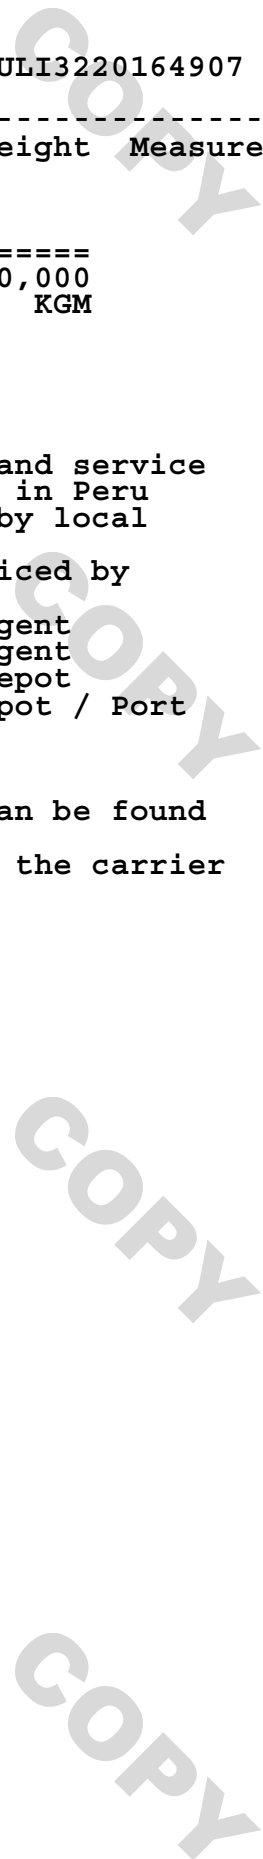 COPY
ULI3220164907
--------------
eight Measure
=====
0,000
KGM
and service
in Peru
by local
iced by
COPY
gent
gent
epot
pot / Port
an be found
the carrier
COPY
COPY